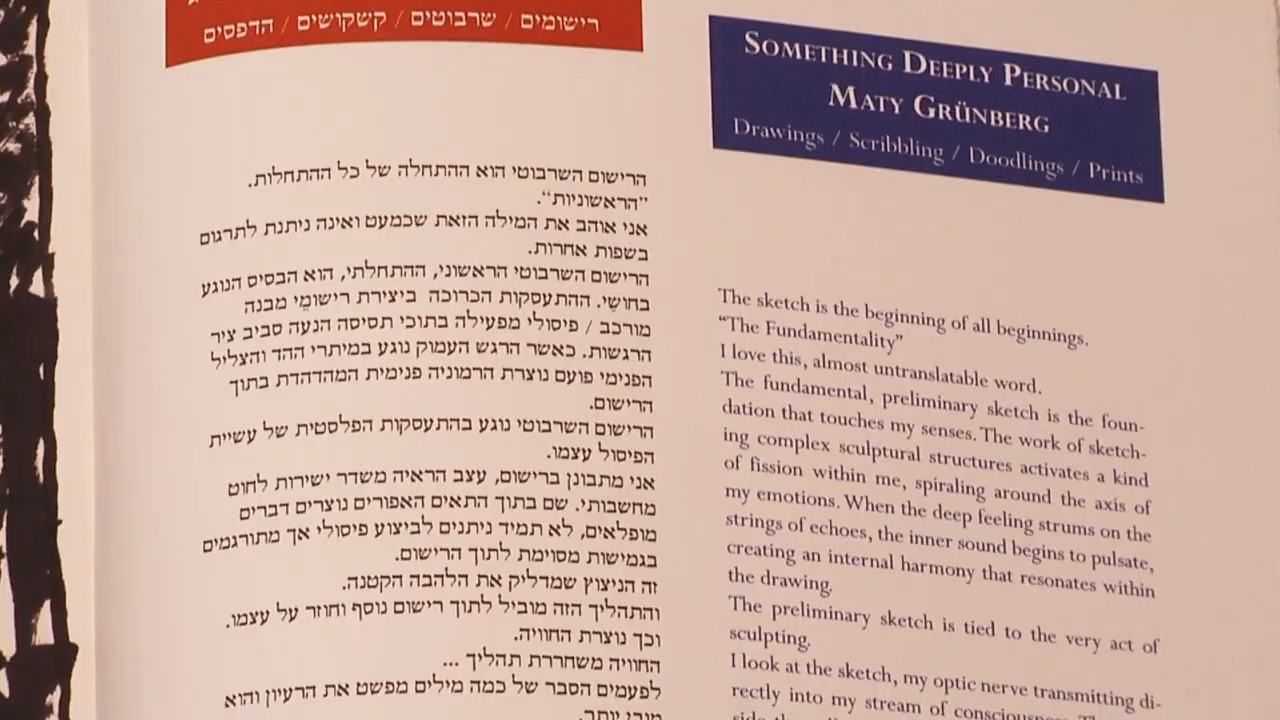 רישומים / שרבוטים / קשקושים / הדפסים
הרישום השרבוטי הוא ההתחלה של כל ההתחלות.
”הראשוניות“.
אני אוהב את המילה הזאת שכמעט ואינה ניתנת לתרגום
בשפות אחרות.
הרישום השרבוטי הראשוני, ההתחלתי, הוא הבסיס הנוגע
בחושַי. ההתעסקות הכרוכה ביצירת רישומֵי מבנה
מורכב / פיסולי מפעילה בתוכי תסיסה הנעה סביב ציר
הרגשות. כאשר הרגש העמוק נוגע במיתרי ההד והצליל
הפנימי פועם נוצרת הרמוניה פנימית המהדהדת בתוך
הרישום.
הרישום השרבוטי נוגע בהתעסקות הפלסטית של עשיית
הפיסול עצמו.
אני מתבונן ברישום, עצב הראיה משדר ישירות לחוט
מחשבותי. שם בתוך התאים האפורים נוצרים דברים
מופלאים, לא תמיד ניתנים לביצוע פיסולי אך מתורגמים
בגמישות מסוימת לתוך הרישום.
זה הניצוץ שמדליק את הלהבה הקטנה.
והתהליך הזה מוביל לתוך רישום נוסף וחוזר על עצמו.
וכך נוצרת החוויה.
החוויה משחררת תהליך ...
לפעמים הסבר של כמה מילים מפשט את הרעיון והוא
יותר.
SOMETHING DEEPLY PERSONAL
MATY GRÜNBERG
Drawings / Scribbling / Doodlings / Prints
The sketch is the beginning of all beginnings.
“The Fundamentality”
I love this, almost untranslatable word.
The fundamental, preliminary sketch is the foun-
dation that touches my senses. The work of sketch-
ing complex sculptural structures activates a kind
of fission within me, spiraling around the axis of
my emotions. When the deep feeling strums on the
strings of echoes, the inner sound begins to pulsate,
creating an internal harmony that resonates within
the drawing.
The preliminary sketch is tied to the very act of
sculpting.
I look at the sketch, my optic nerve transmitting di-
rectly into my stream of consciousness.